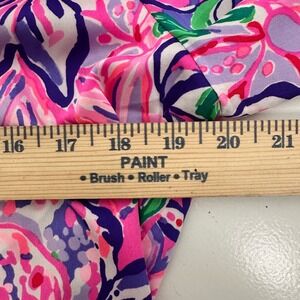 16 17 18 19 20 21
PAINT
• Brush • Roller • Tray